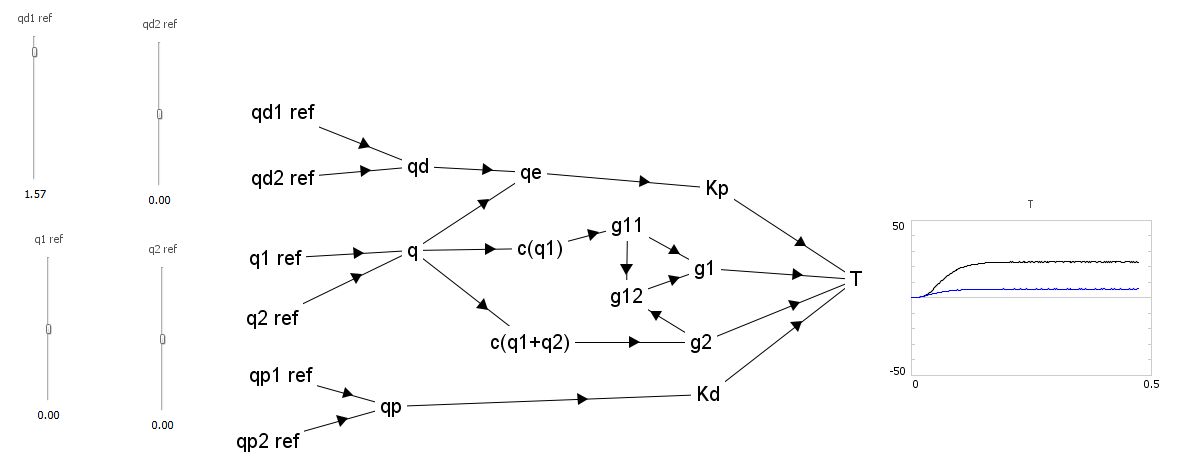 qd1 ref
qd2 ref
1.57
0.00
q1 ref
q2 ref
0.00
0.00
qd1 ref
qd2 ref
qd
qe
Kp
q1 ref
q
q2 ref
c(q1)
g11
g1
g12
T
c(q1+q2)
g2
qp1 ref
qp
qp2 ref
Kd
T
50
-50
0
0.5